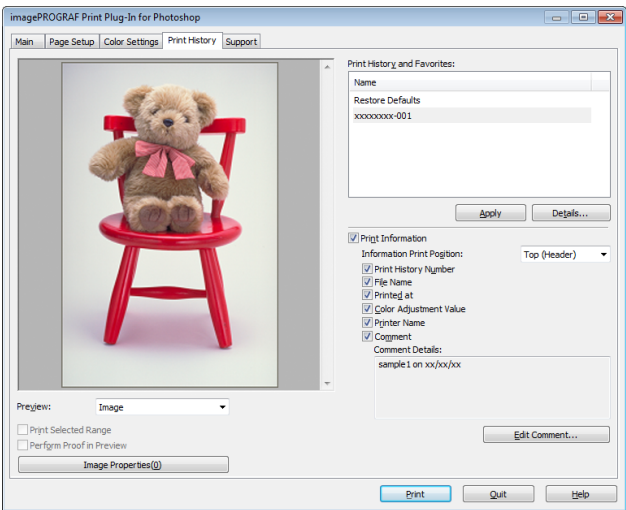 imagePROGRAF Print Plug-In for Photoshop
Main Page Setup Color Settings Print History Support
Print History and Favorites:
Name
Restore Defaults
xxxxxxxx-001
Apply Details...
Print Information
Information Print Position: Top (Header)
Print History Number
File Name
Printed at
Color Adjustment Value
Printer Name
Comment
Comment Details:
sample1 on xx/xx/xx
Preview: Image
Print Selected Range
Perform Proof in Preview
Edit Comment...
Image Properties(0)
Print Quit Help